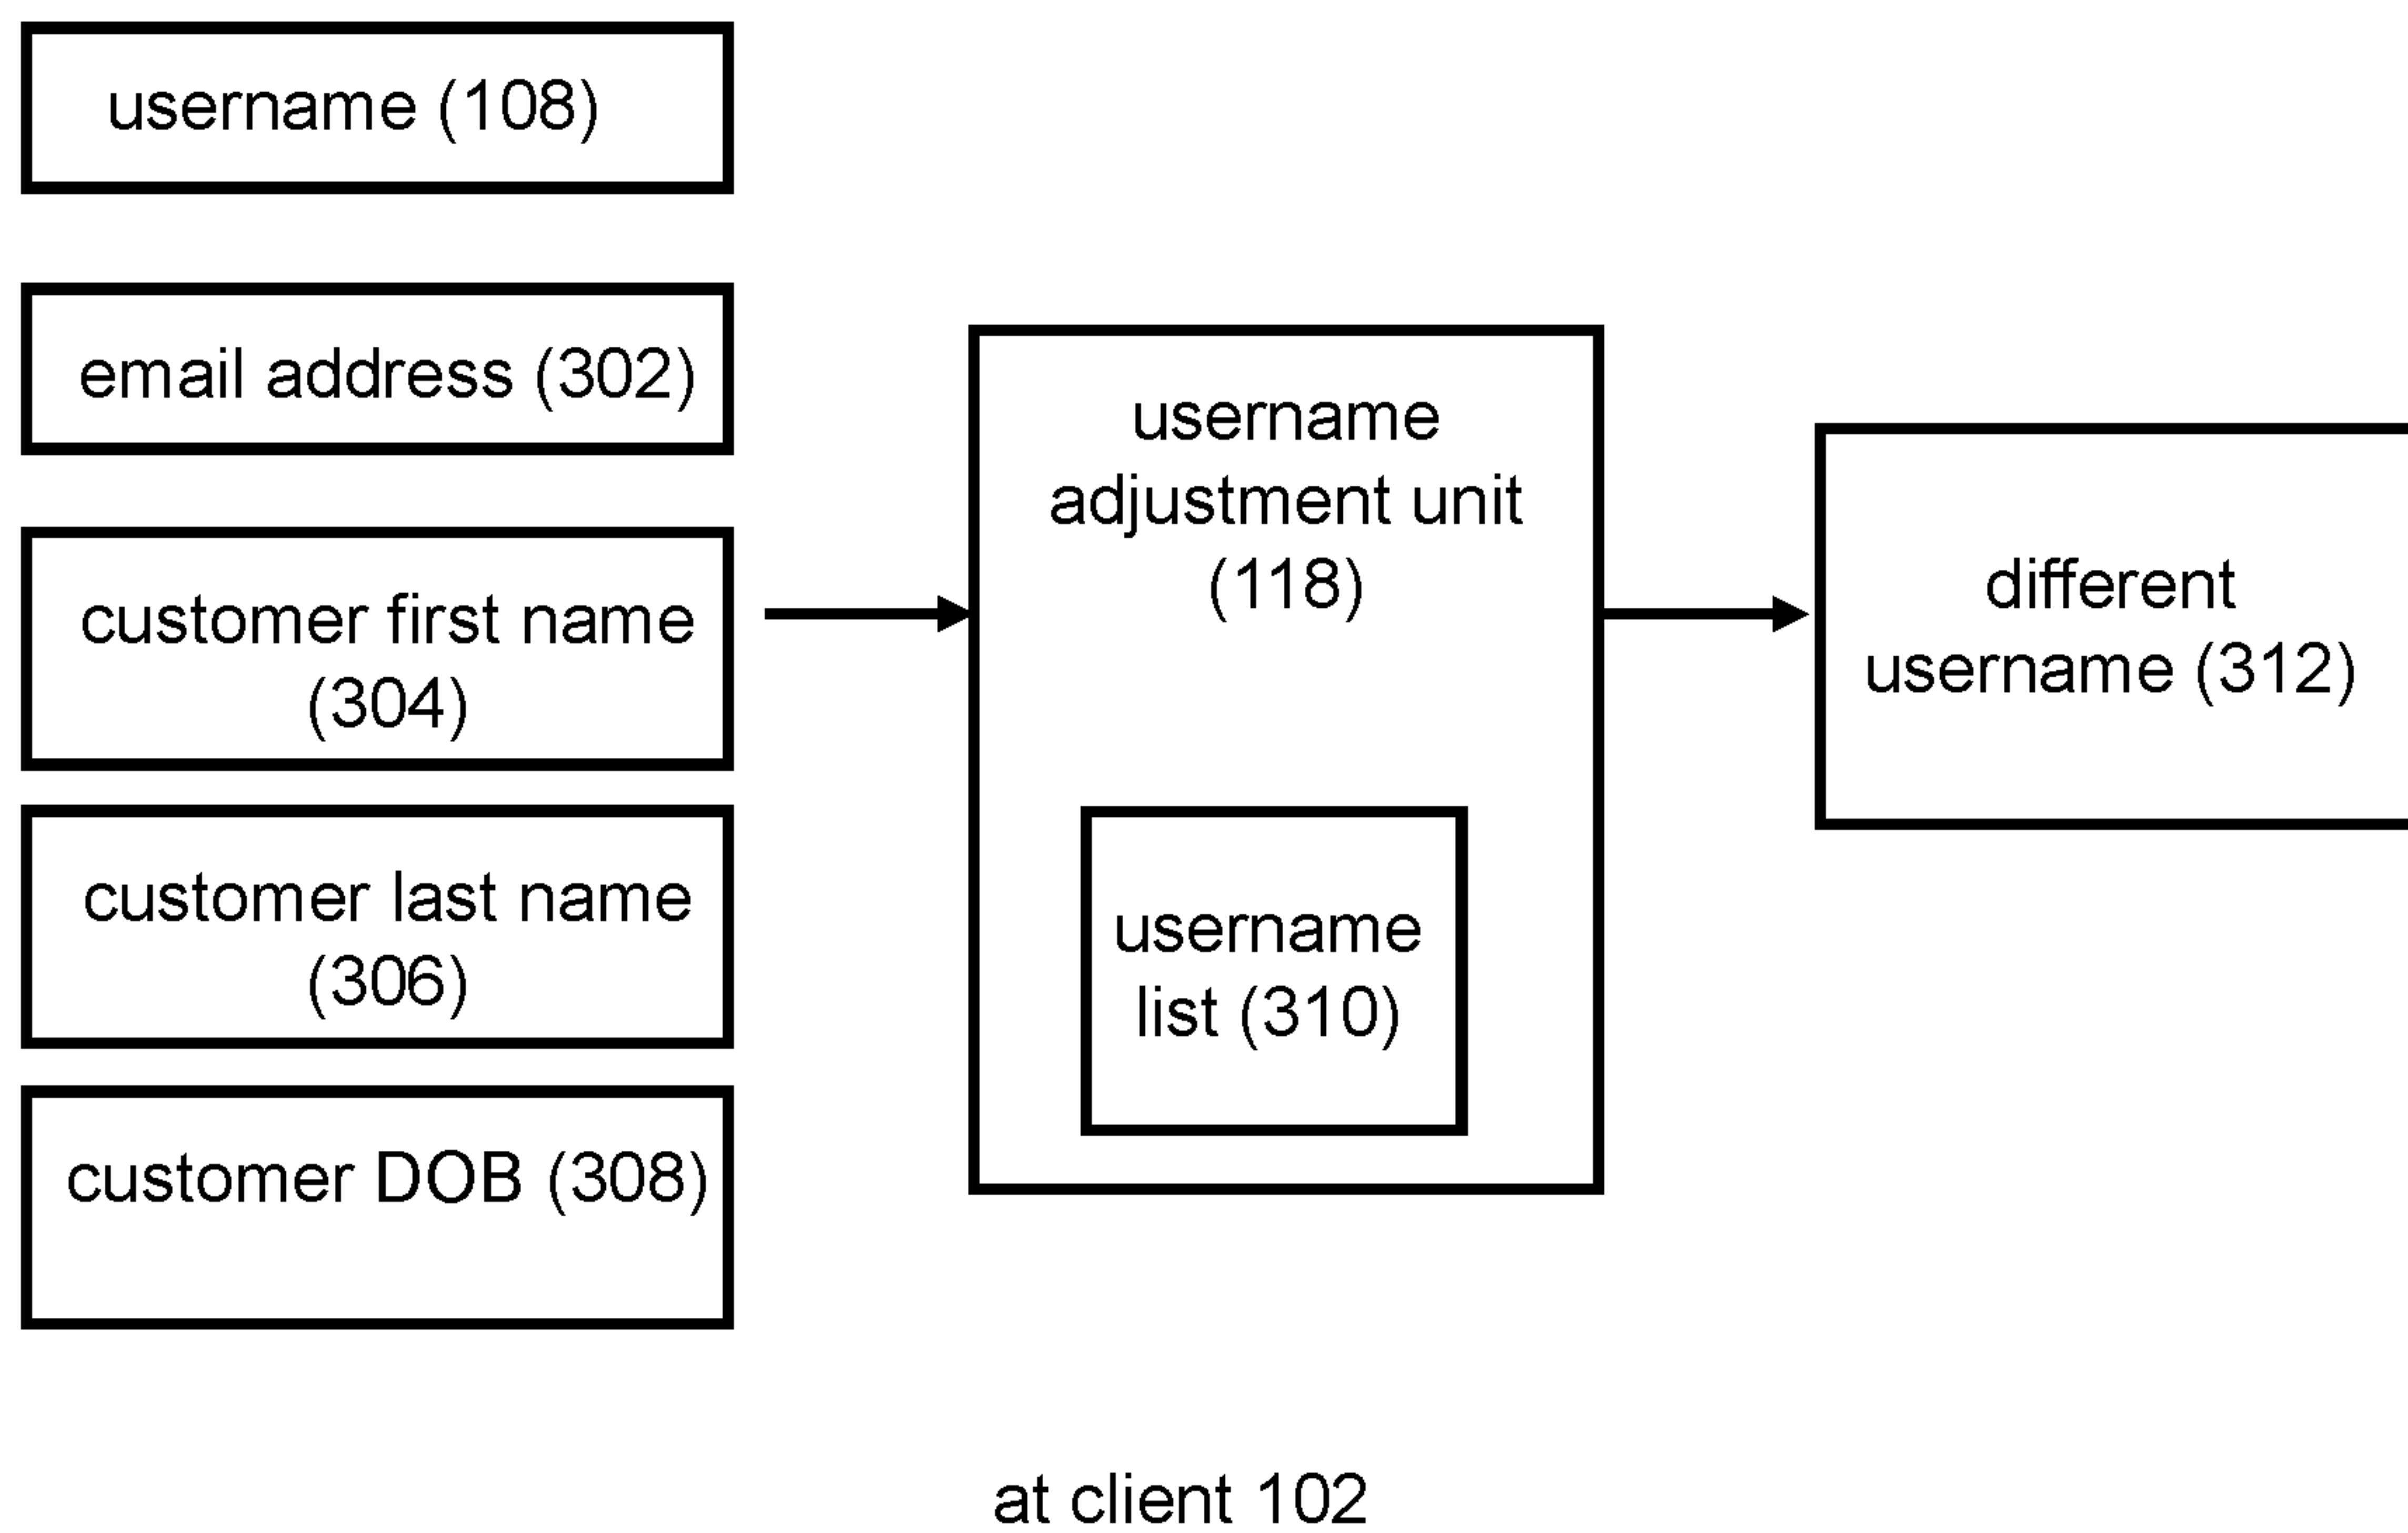 username (108)
email address (302)
customer first name
(304)
customer last name
(306)
customer DOB (308)
username
adjustment unit
(118)
username
list (310)
different
username (312)
at client 102